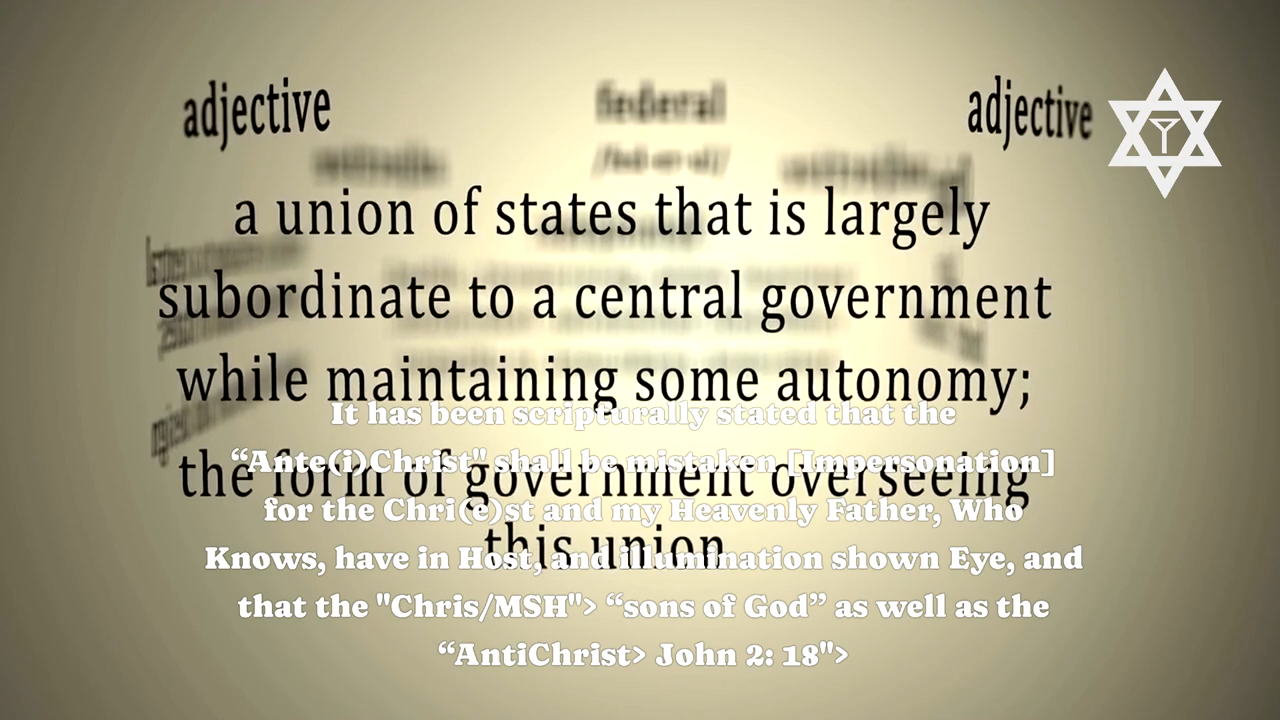 adjective federal adjective
a union of states that is largely
subordinate to a central government
while maintaining some autonomy;
the form of government overseeing
this union
It has been scripturally stated that the
“Ante(i)Christ" shall be mistaken [Impersonation]
for the Chri(e)st and my Heavenly Father, Who
Knows, have in Host, and illumination shown Eye, and
that the "Chris/MSH"> “sons of God” as well as the
“AntiChrist> John 2: 18">